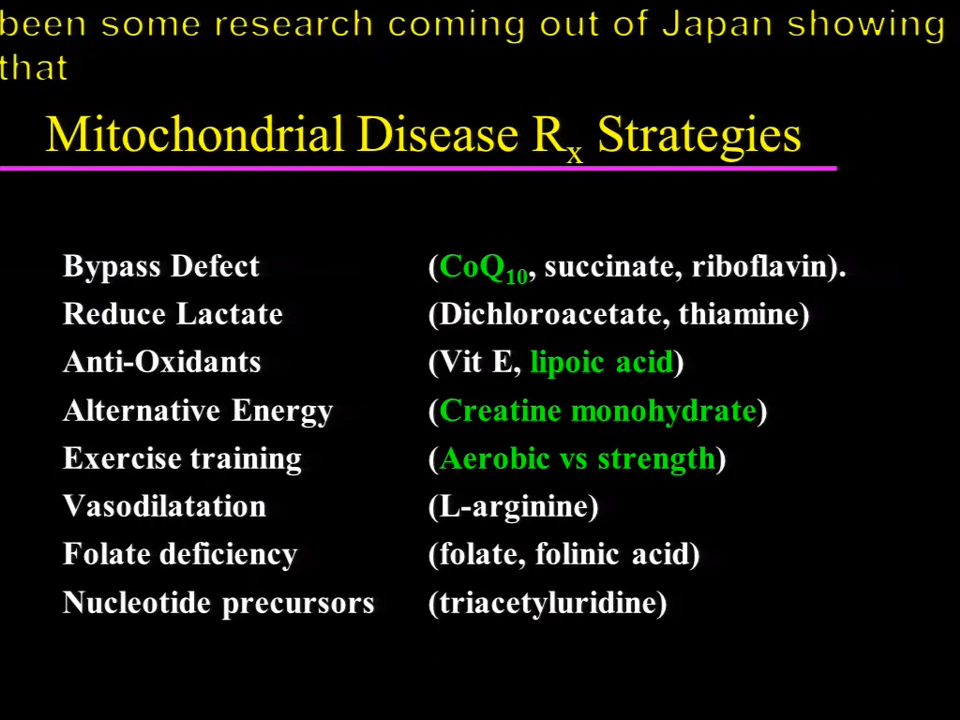 been some research coming out of Japan showing
that
Mitochondrial Disease Rx Strategies
Bypass Defect (CoQ10, succinate, riboflavin).
Reduce Lactate (Dichloroacetate, thiamine)
Anti-Oxidants (Vit E, lipoic acid)
Alternative Energy (Creatine monohydrate)
Exercise training (Aerobic vs strength)
Vasodilatation (L-arginine)
Folate deficiency (folate, folinic acid)
Nucleotide precursors (triacetyluridine)